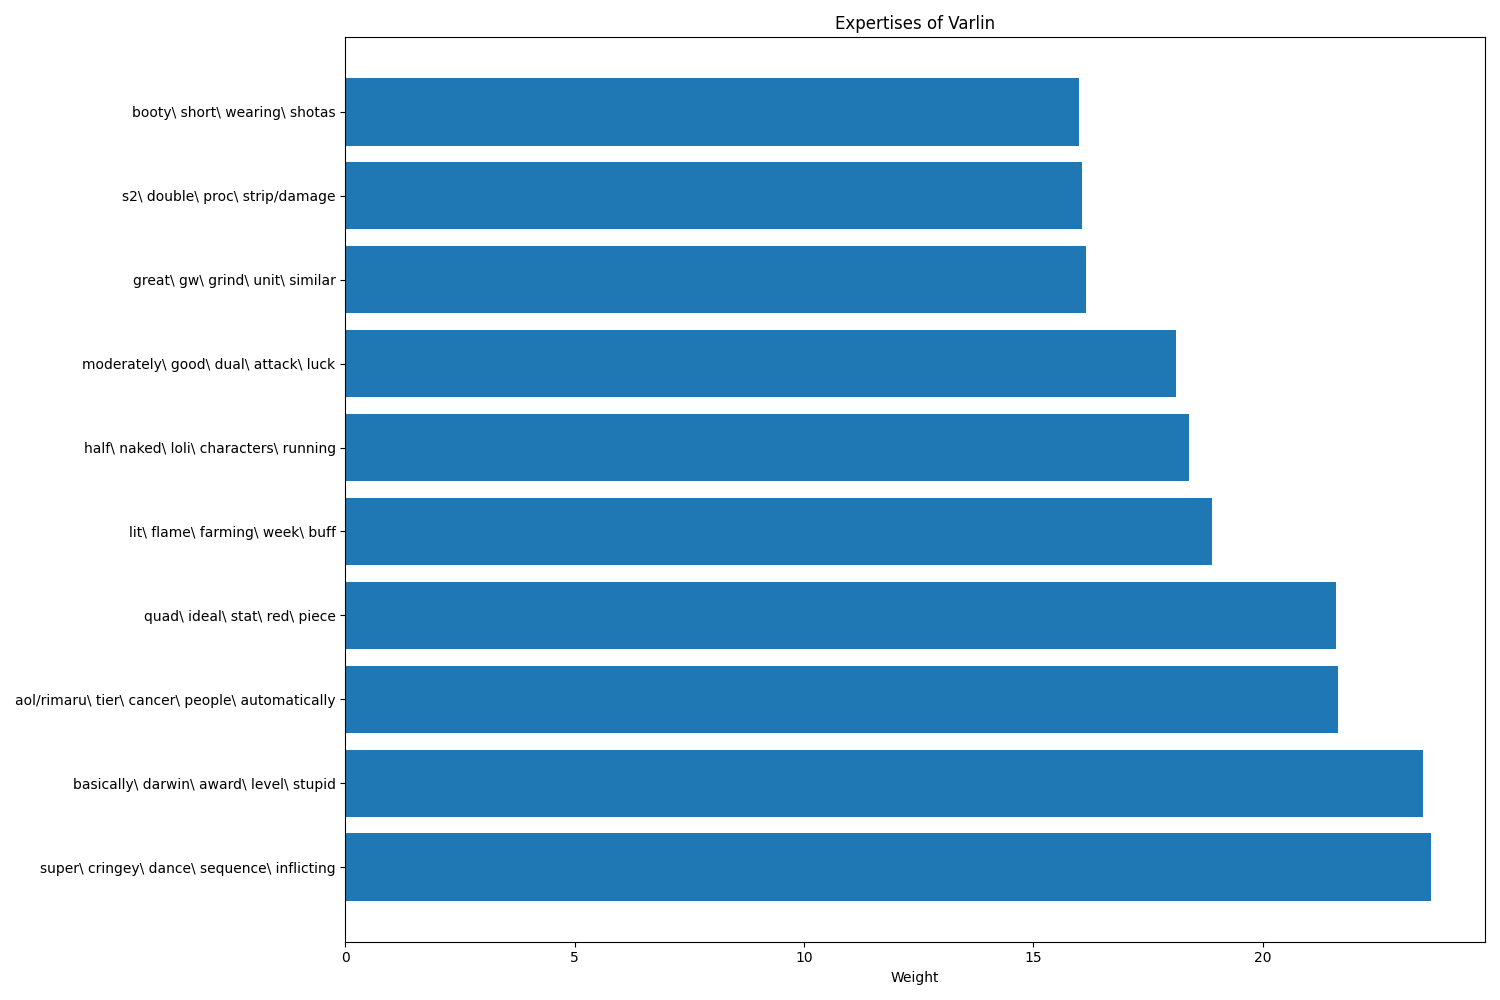 Expertises of Varlin
booty\ short\ wearing\ shotas
s2\ double\ proc\ strip/damage
great\ gw\ grind\ unit\ similar
moderately\ good\ dual\ attack\ luck
half\ naked\ loli\ characters\ running
lit\ flame\ farming\ week\ buff
quad\ ideal\ stat\ red\ piece
aol/rimaru\ tier\ cancer\ people\ automatically
basically\ darwin\ award\ level\ stupid
super\ cringey\ dance\ sequence\ inflicting
0 5 10 15 20
Weight